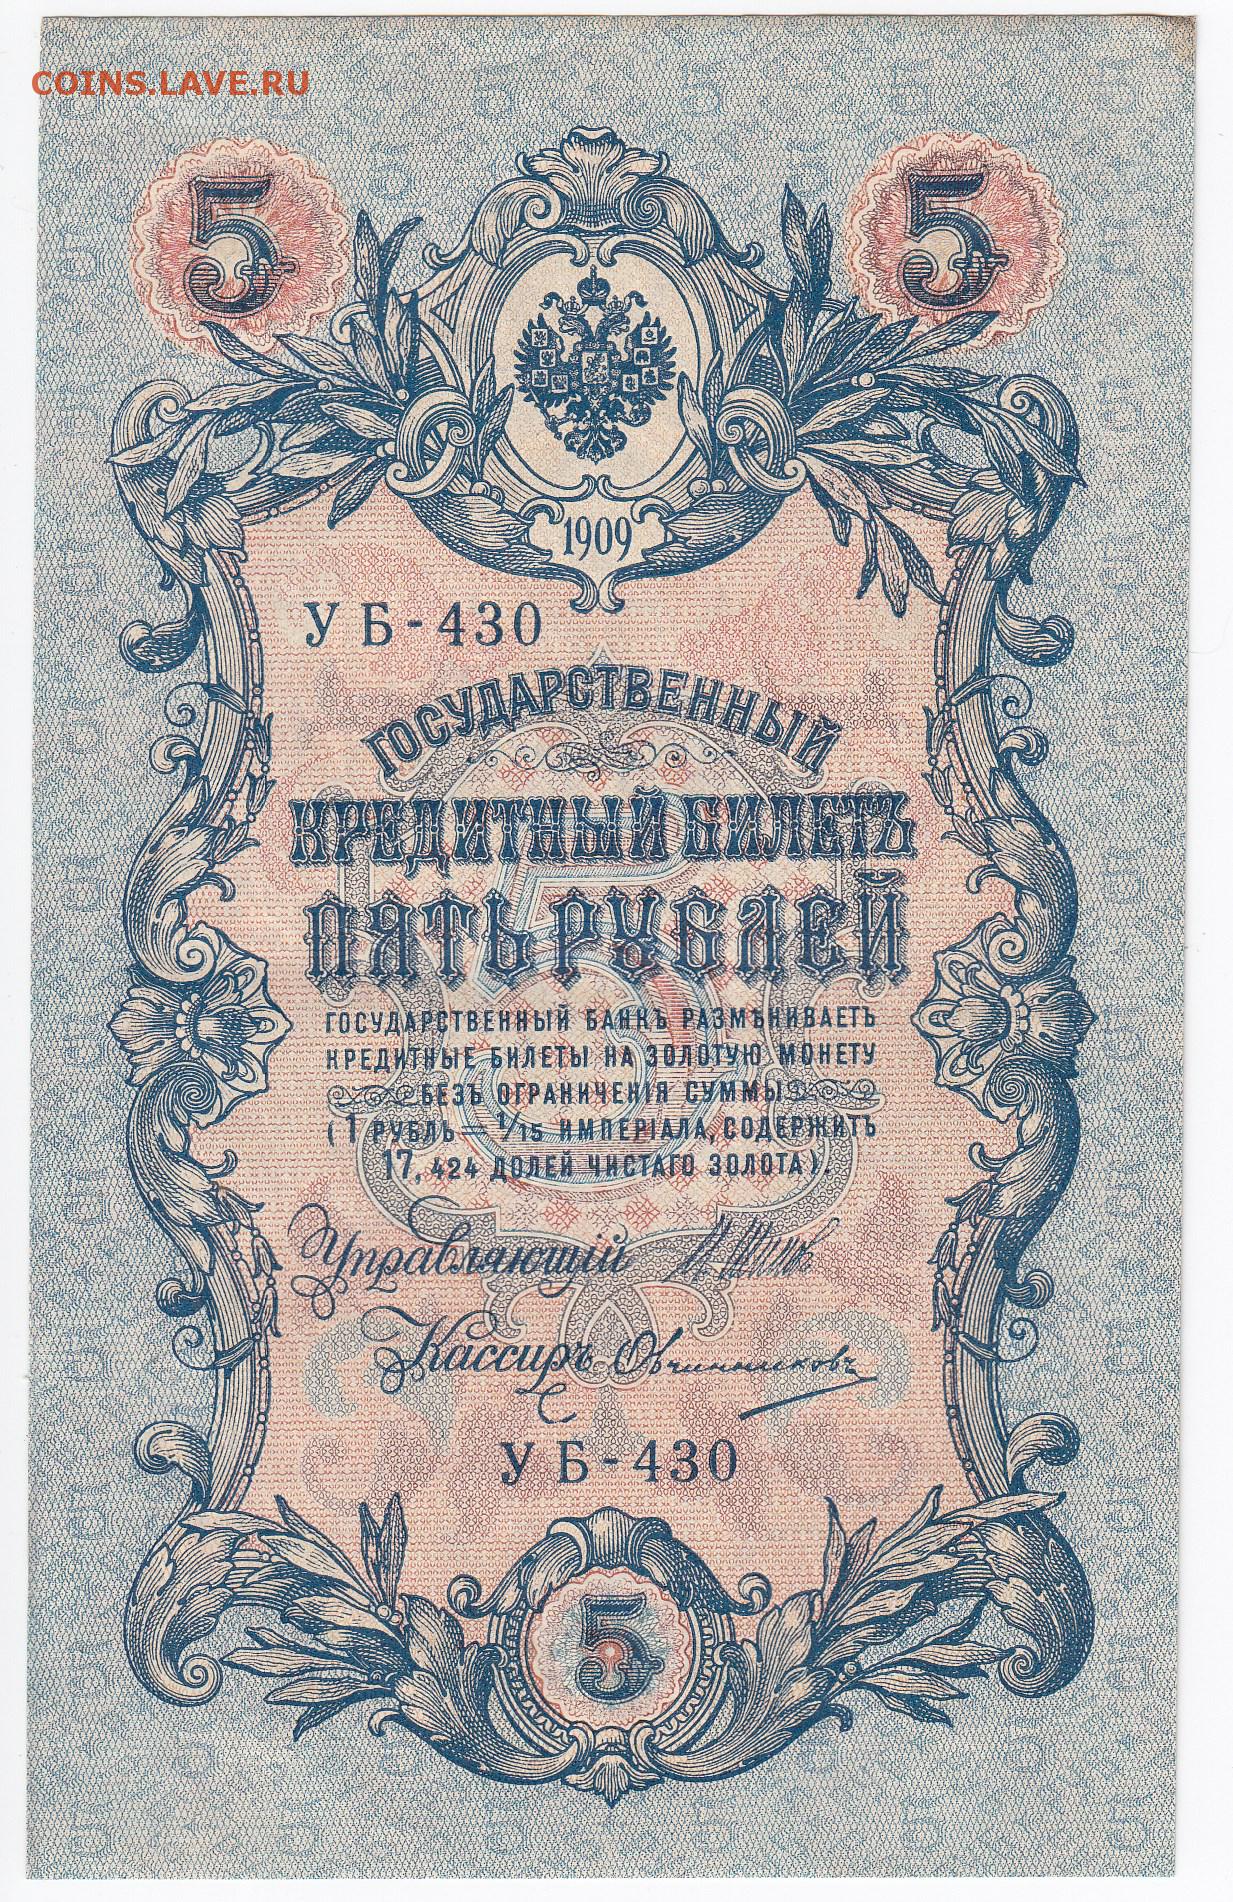 COINS.LAVE.RU
5 5
1909
УБ-430
ГОСУДАРСТВЕННЫЙ
КРЕДИТНЫЙ БИЛЕТЪ
ПЯТЬ РУБЛЕЙ
ГОСУДАРСТВЕННЫЙ БАНКЪ РАЗМѢНИВАЕТЪ
КРЕДИТНЫЕ БИЛЕТЫ НА ЗОЛОТУЮ МОНЕТУ
БЕЗЪ ОГРАНИЧЕНІЯ СУММЫ
(1 РУБЛЬ = 1/15 ИМПЕРІАЛА, СОДЕРЖИТЪ
17,424 ДОЛЕЙ ЧИСТАГО ЗОЛОТА).
Управляющій
Кассиръ Овчинниковъ
УБ-430
5